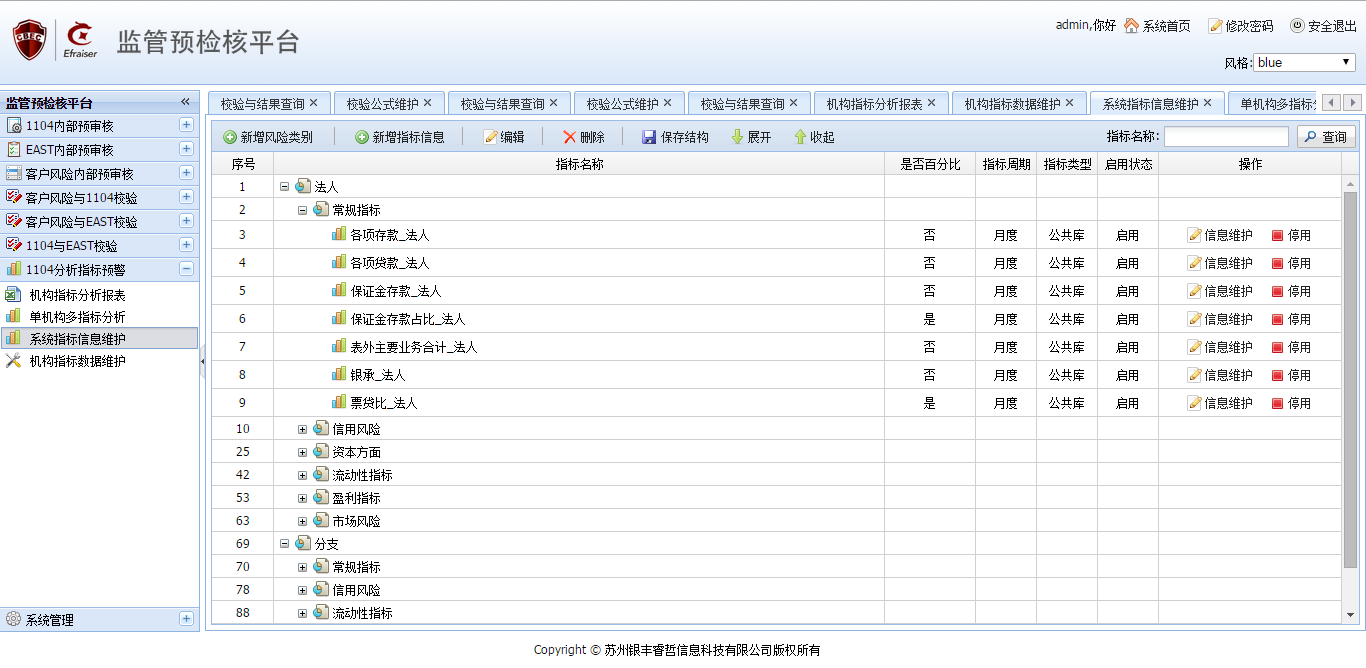 CBEC
Efraiser
监管预检核平台
admin,你好 系统首页 修改密码 安全退出
风格: blue
监管预检核平台
1104内部预审核
EAST内部预审核
客户风险内部预审核
客户风险与1104校验
客户风险与EAST校验
1104与EAST校验
1104分析指标预警
机构指标分析报表
单机构多指标分析
系统指标信息维护
机构指标数据维护
系统管理
校验与结果查询 校验公式维护 校验与结果查询 校验公式维护 校验与结果查询 机构指标分析报表 机构指标数据维护 系统指标信息维护 单机构多指标
新增风险类别 新增指标信息 编辑 删除 保存结构 展开 收起 指标名称: 查询
序号 指标名称 是否百分比 指标周期 指标类型 启用状态 操作
1 法人
2 常规指标
3 各项存款_法人 否 月度 公共库 启用 信息维护 停用
4 各项贷款_法人 否 月度 公共库 启用 信息维护 停用
5 保证金存款_法人 否 月度 公共库 启用 信息维护 停用
6 保证金存款占比_法人 是 月度 公共库 启用 信息维护 停用
7 表外主要业务合计_法人 否 月度 公共库 启用 信息维护 停用
8 银承_法人 否 月度 公共库 启用 信息维护 停用
9 票贷比_法人 是 月度 公共库 启用 信息维护 停用
10 信用风险
25 资本方面
42 流动性指标
53 盈利指标
63 市场风险
69 分支
70 常规指标
78 信用风险
88 流动性指标
Copyright © 苏州银丰睿哲信息科技有限公司版权所有